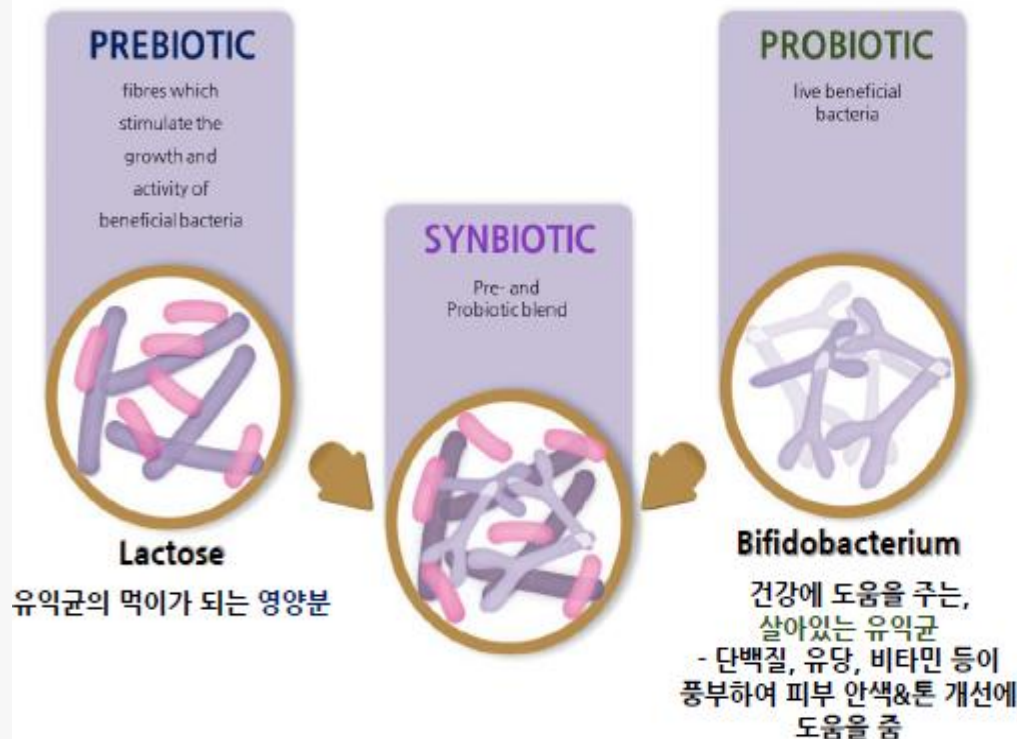 PREBIOTIC
fibres which
stimulate the
growth and
activity of
beneficial bacteria
Lactose
유익균의 먹이가 되는 영양분
SYNBIOTIC
Pre- and
Probiotic blend
PROBIOTIC
live beneficial
bacteria
Bifidobacterium
건강에 도움을 주는,
살아있는 유익균
- 단백질, 유당, 비타민 등이
풍부하여 피부 안색&톤 개선에
도움을 줌